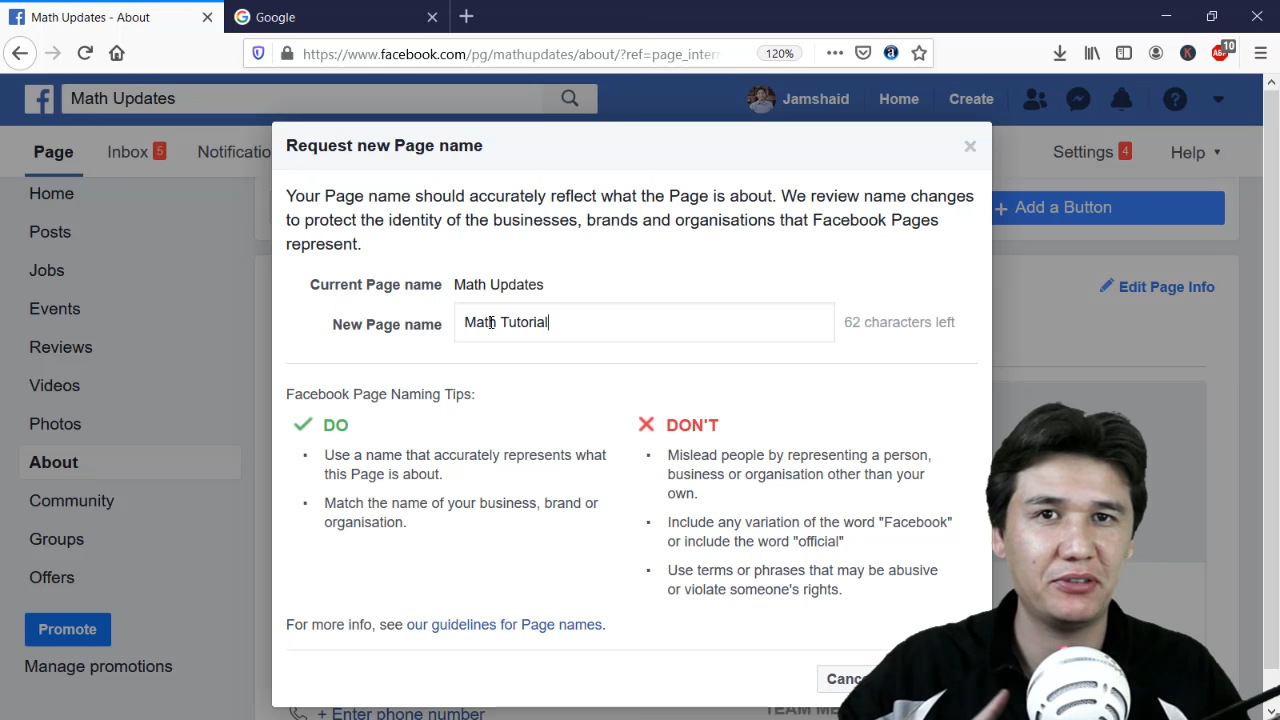 Math Updates - About
Google
https://www.facebook.com/pg/mathupdates/about/?ref=page_inter
120%
10
Math Updates
Jamshaid
Home
Create
Page
Inbox 5
Notificatio
Settings 4
Help
Home
Posts
Jobs
Events
Reviews
Videos
Photos
About
Community
Groups
Offers
Promote
Manage promotions
+ Add a Button
Edit Page Info
Request new Page name
Your Page name should accurately reflect what the Page is about. We review name changes
to protect the identity of the businesses, brands and organisations that Facebook Pages
represent.
Current Page name Math Updates
New Page name Math Tutorial 62 characters left
Facebook Page Naming Tips:
DO
Use a name that accurately represents what
this Page is about.
Match the name of your business, brand or
organisation.
DON'T
Mislead people by representing a person,
business or organisation other than your
own.
Include any variation of the word "Facebook"
or include the word "official"
Use terms or phrases that may be abusive
or violate someone's rights.
For more info, see our guidelines for Page names.
Cance
+ Enter phone number
TEAM ME